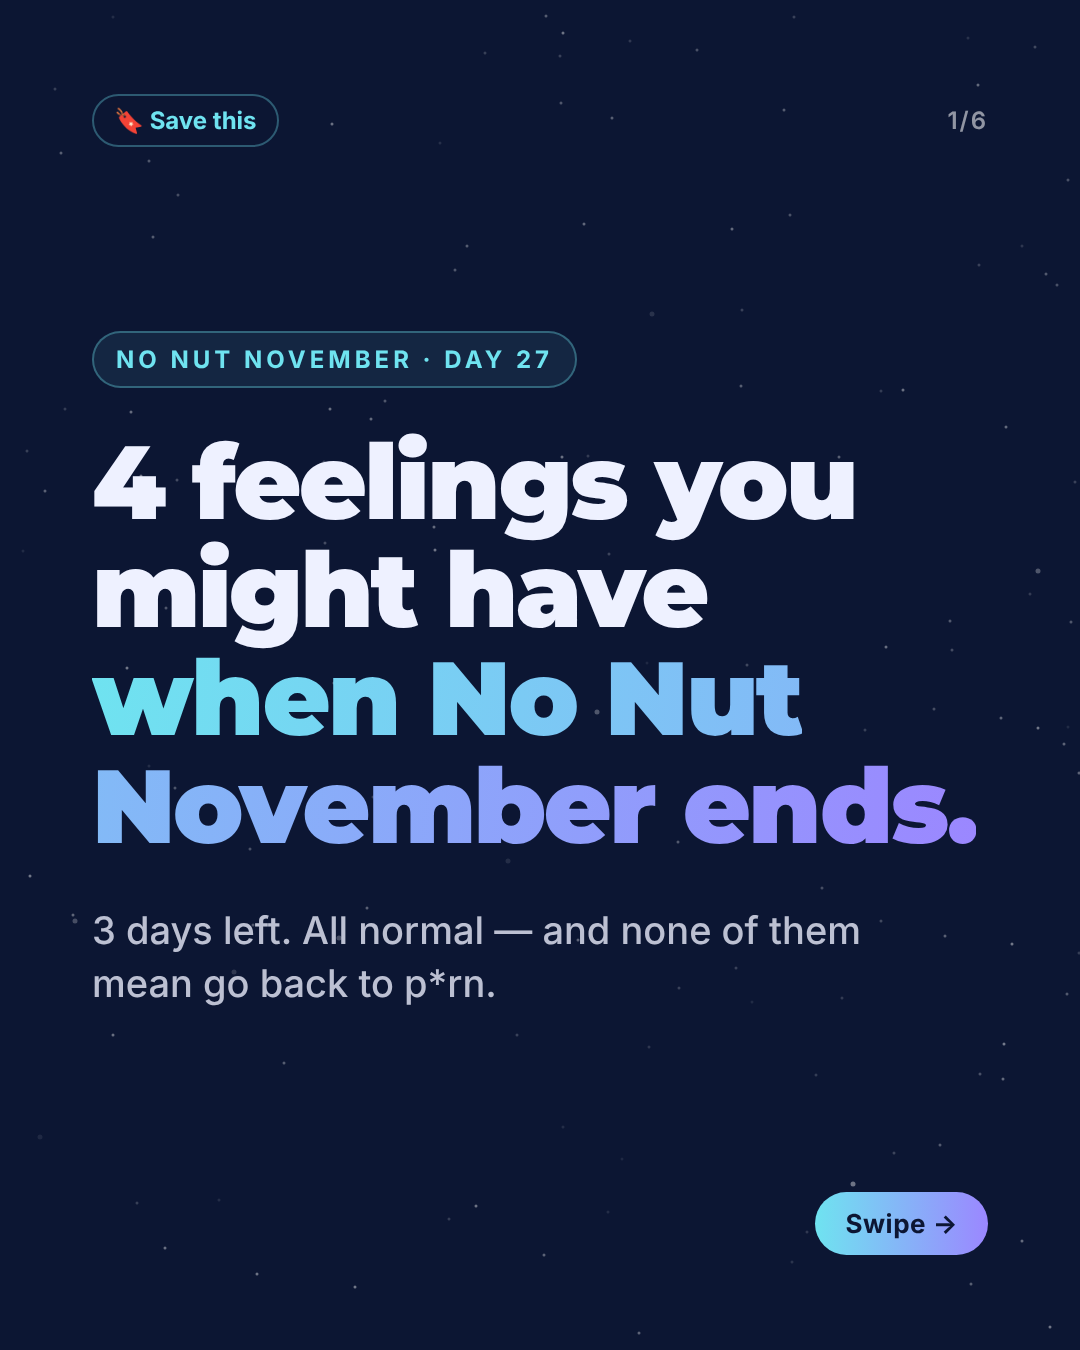 🔖 Save this
1/6
NO NUT NOVEMBER · DAY 27
4 feelings you
might have
when No Nut
November ends.
3 days left. All normal — and none of them
mean go back to p*rn.
Swipe →